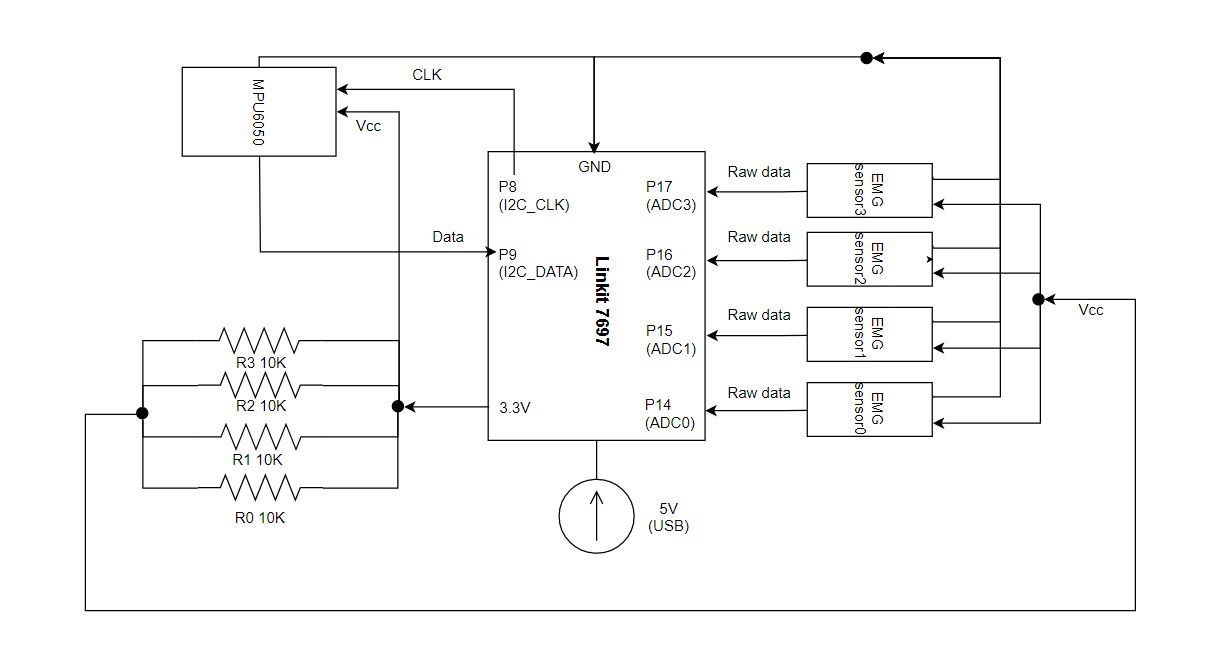 CLK
MPU6050
Vcc
GND
P8
(I2C_CLK)
P9
(I2C_DATA)
Data
Linkit 7697
3.3V
P17
(ADC3)
P16
(ADC2)
P15
(ADC1)
P14
(ADC0)
Raw data
EMG
sensor3
Raw data
EMG
sensor2
Raw data
EMG
sensor1
Raw data
EMG
sensor0
Vcc
R3 10K
R2 10K
R1 10K
R0 10K
5V
(USB)